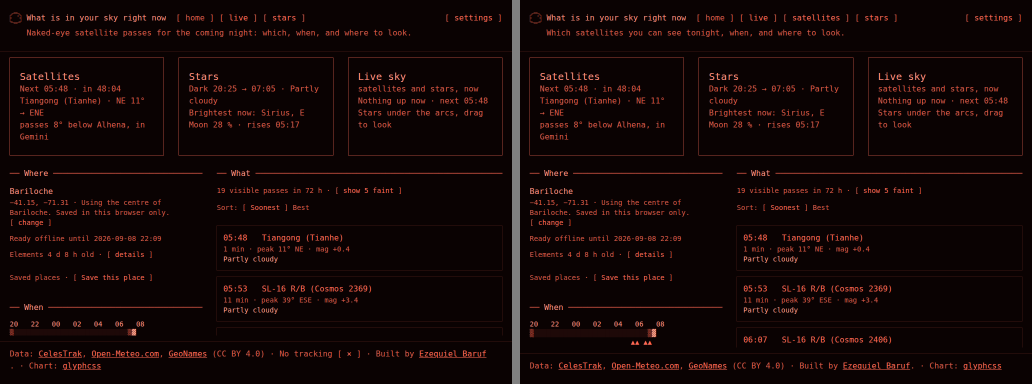 What is in your sky right now [ home ] [ live ] [ stars ] [ settings ]
Naked-eye satellite passes for the coming night: which, when, and where to look.
Satellites
Next 05:48 · in 48:04
Tiangong (Tianhe) · NE 11°
→ ENE
passes 8° below Alhena, in
Gemini
Stars
Dark 20:25 → 07:05 · Partly
cloudy
Brightest now: Sirius, E
Moon 28 % · rises 05:17
Live sky
satellites and stars, now
Nothing up now · next 05:48
Stars under the arcs, drag
to look
Where
Bariloche
−41.15, −71.31 · Using the centre of
Bariloche. Saved in this browser only.
[ change ]
Ready offline until 2026-09-08 22:09
Elements 4 d 8 h old · [ details ]
Saved places · [ Save this place ]
When
20 22 00 02 04 06 08
What
19 visible passes in 72 h · [ show 5 faint ]
Sort: [ Soonest ] Best
05:48 Tiangong (Tianhe)
1 min · peak 11° NE · mag +0.4
Partly cloudy
05:53 SL-16 R/B (Cosmos 2369)
11 min · peak 39° ESE · mag +3.4
Partly cloudy
Data: CelesTrak, Open-Meteo.com, GeoNames (CC BY 4.0) · No tracking [ × ] · Built by Ezequiel Baruf
. · Chart: glyphcss
What is in your sky right now [ home ] [ live ] [ satellites ] [ stars ] [ settings ]
Which satellites you can see tonight, when, and where to look.
Satellites
Next 05:48 · in 48:04
Tiangong (Tianhe) · NE 11°
→ ENE
passes 8° below Alhena, in
Gemini
Stars
Dark 20:25 → 07:05 · Partly
cloudy
Brightest now: Sirius, E
Moon 28 % · rises 05:17
Live sky
satellites and stars, now
Nothing up now · next 05:48
Stars under the arcs, drag
to look
Where
Bariloche
−41.15, −71.31 · Using the centre of
Bariloche. Saved in this browser only.
[ change ]
Ready offline until 2026-09-08 22:09
Elements 4 d 8 h old · [ details ]
Saved places · [ Save this place ]
When
20 22 00 02 04 06 08
What
19 visible passes in 72 h · [ show 5 faint ]
Sort: [ Soonest ] Best
05:48 Tiangong (Tianhe)
1 min · peak 11° NE · mag +0.4
Partly cloudy
05:53 SL-16 R/B (Cosmos 2369)
11 min · peak 39° ESE · mag +3.4
Partly cloudy
06:07 SL-16 R/B (Cosmos 2406)
Data: CelesTrak, Open-Meteo.com, GeoNames (CC BY 4.0) · Built by Ezequiel Baruf. · Chart: glyphcss